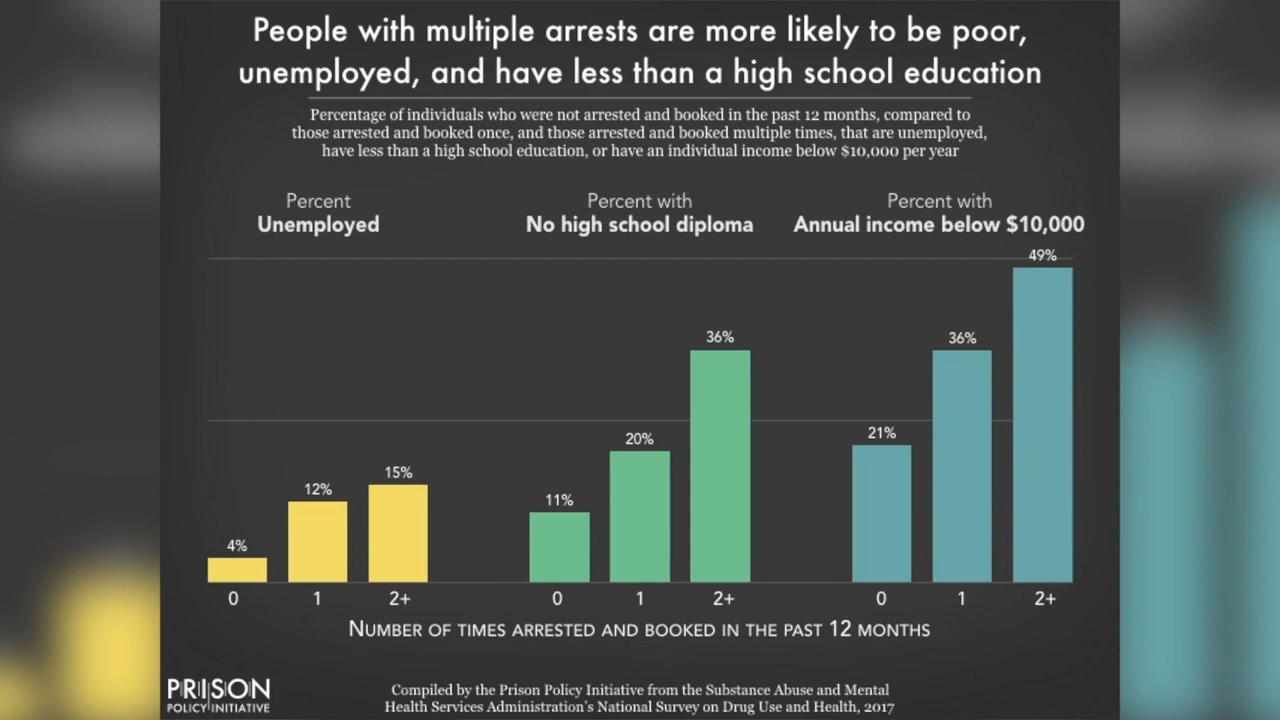 People with multiple arrests are more likely to be poor,
unemployed, and have less than a high school education
Percentage of individuals who were not arrested and booked in the past 12 months, compared to
those arrested and booked once, and those arrested and booked multiple times, that are unemployed,
have less than a high school education, or have an individual income below $10,000 per year
Percent
Unemployed
4%
12%
15%
0 1 2+
Percent with
No high school diploma
11%
20%
36%
0 1 2+
Percent with
Annual income below $10,000
21%
36%
49%
0 1 2+
NUMBER OF TIMES ARRESTED AND BOOKED IN THE PAST 12 MONTHS
PRISON
POLICY INITIATIVE
Compiled by the Prison Policy Initiative from the Substance Abuse and Mental
Health Services Administration's National Survey on Drug Use and Health, 2017